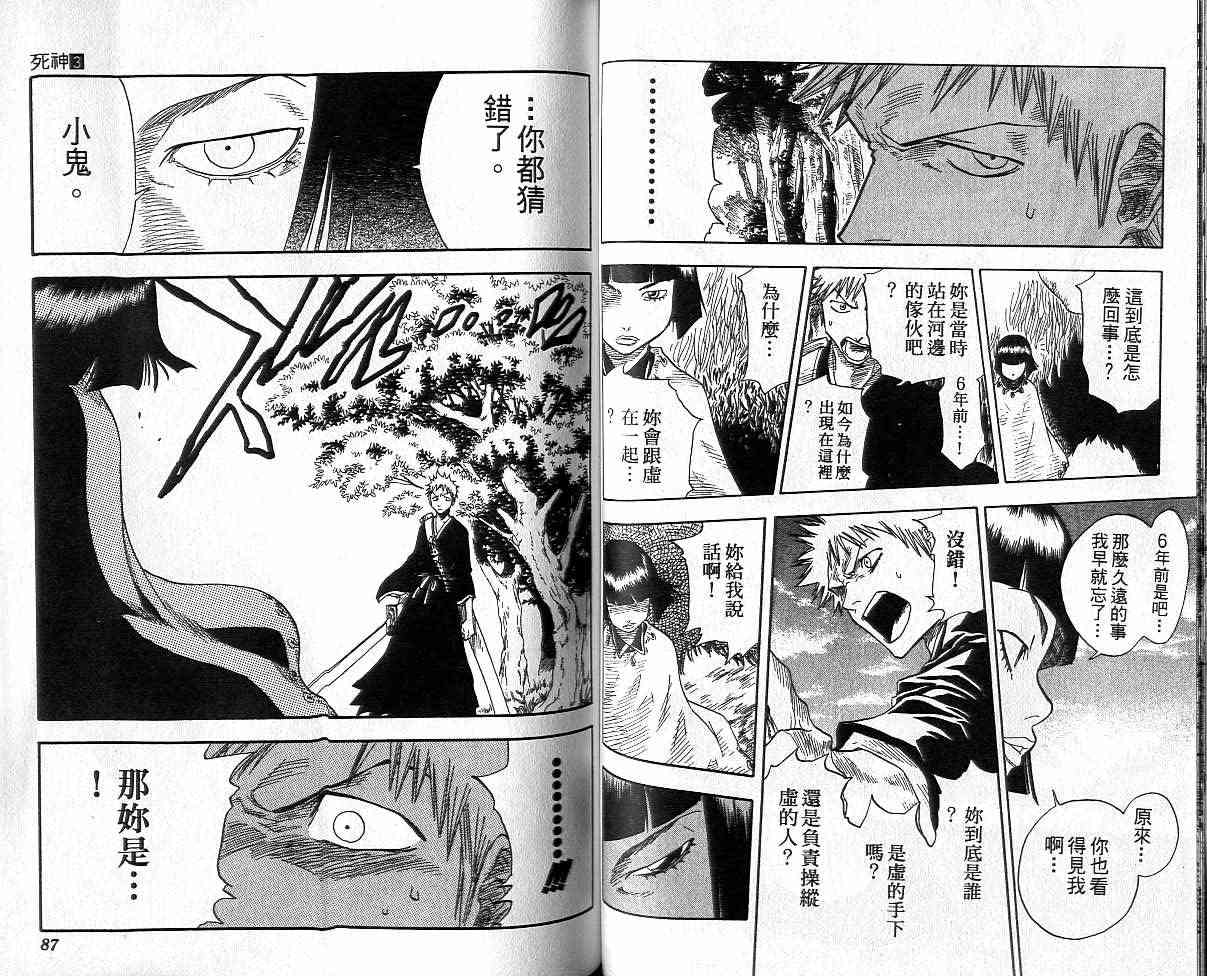 死神3
………
這到底是怎
麼回事…?
妳是當時
站在河邊
的傢伙吧
?
6年前…!
如今為什麼
出現在這裡
?
為什麼…
妳會跟虛
在一起…
?
6年前是吧…
那麼久遠的事
我早就忘了…
原來…
你也看
得見我
啊…
沒錯!
妳到底是誰
?
是虛的手下
嗎?
還是負責操縱
虛的人?
妳給我說
話啊!
…你都猜
錯了。
小鬼。
………!!!
那妳是…
!
87